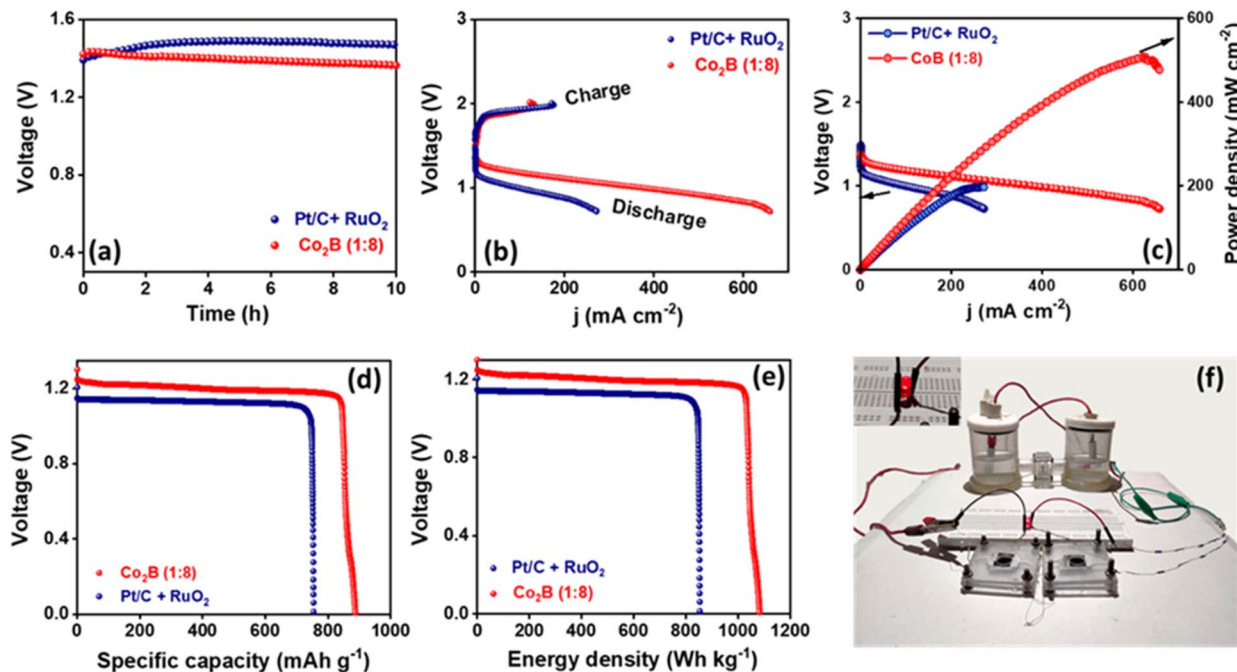 1.6
1.2
0.8
0.4
Voltage (V)
Pt/C+ RuO₂
Co₂B (1:8)
(a)
0 2 4 6 8 10
Time (h)
3
2
1
0
Voltage (V)
Pt/C+ RuO₂
Co₂B (1:8)
Charge
Discharge
(b)
0 200 400 600
j (mA cm⁻²)
3
2
1
0
Voltage (V)
Pt/C+ RuO₂
CoB (1:8)
600
400
200
0
Power density (mW cm⁻²)
(c)
0 200 400 600
j (mA cm⁻²)
1.2
0.8
0.4
0.0
Voltage (V)
(d)
Co₂B (1:8)
Pt/C + RuO₂
0 200 400 600 800 1000
Specific capacity (mAh g⁻¹)
1.2
0.8
0.4
0.0
Voltage (V)
(e)
Pt/C + RuO₂
Co₂B (1:8)
0 200 400 600 800 1000 1200
Energy density (Wh kg⁻¹)
(f)